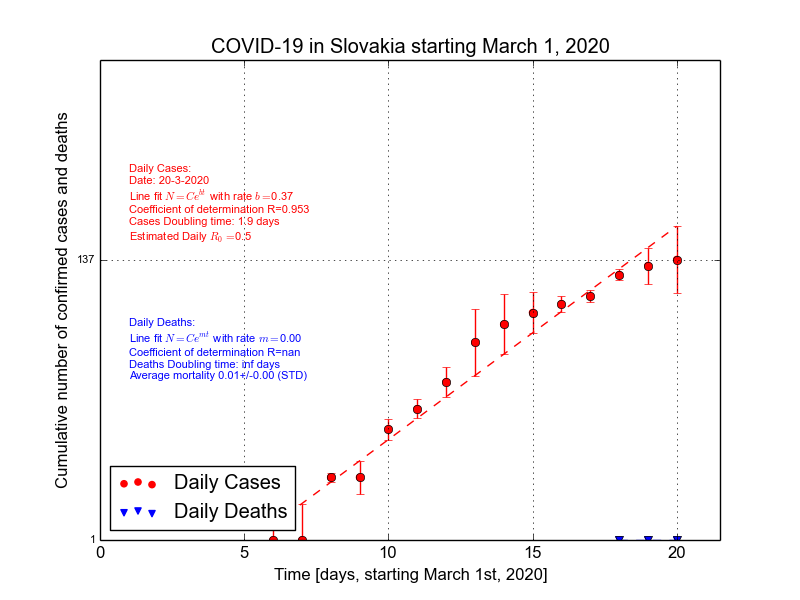 COVID-19 in Slovakia starting March 1, 2020
Cumulative number of confirmed cases and deaths
Daily Cases:
Date: 20-3-2020
Line fit N = Ce^{bt} with rate b =0.37
Coefficient of determination R=0.953
Cases Doubling time: 1.9 days
Estimated Daily R_0 =0.5
137
Daily Deaths:
Line fit N = Ce^{mt} with rate m =0.00
Coefficient of determination R=nan
Deaths Doubling time: inf days
Average mortality 0.01+/-0.00 (STD)
Daily Cases
Daily Deaths
1
0 5 10 15 20
Time [days, starting March 1st, 2020]